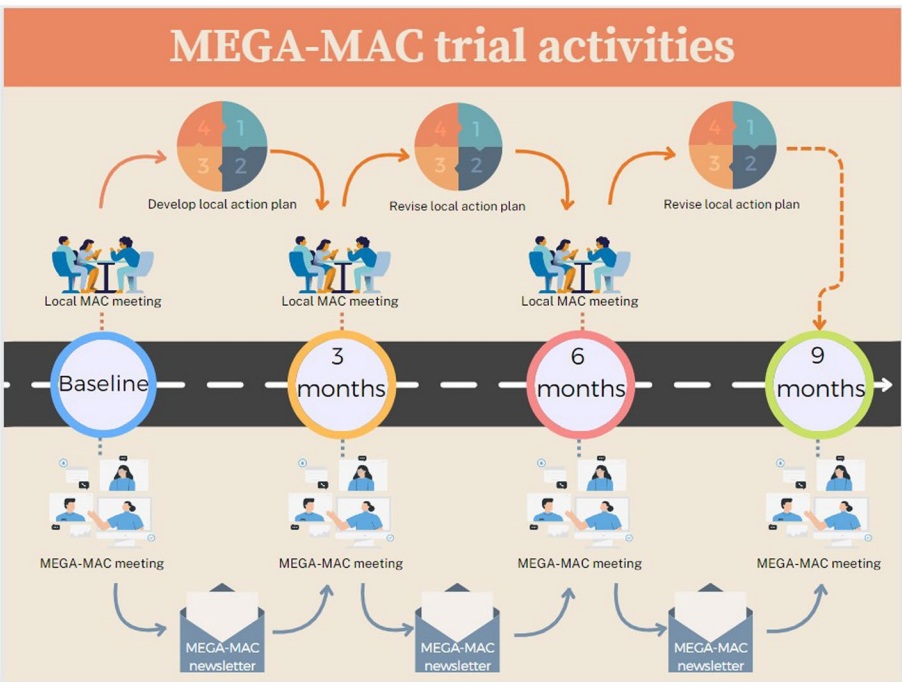 MEGA-MAC trial activities
4 1
3 2
Develop local action plan
4 1
3 2
Revise local action plan
4 1
3 2
Revise local action plan
Local MAC meeting
Local MAC meeting
Local MAC meeting
Baseline
3
months
6
months
9
months
MEGA-MAC meeting
MEGA-MAC meeting
MEGA-MAC meeting
MEGA-MAC meeting
MEGA-MAC
newsletter
MEGA-MAC
newsletter
MEGA-MAC
newsletter